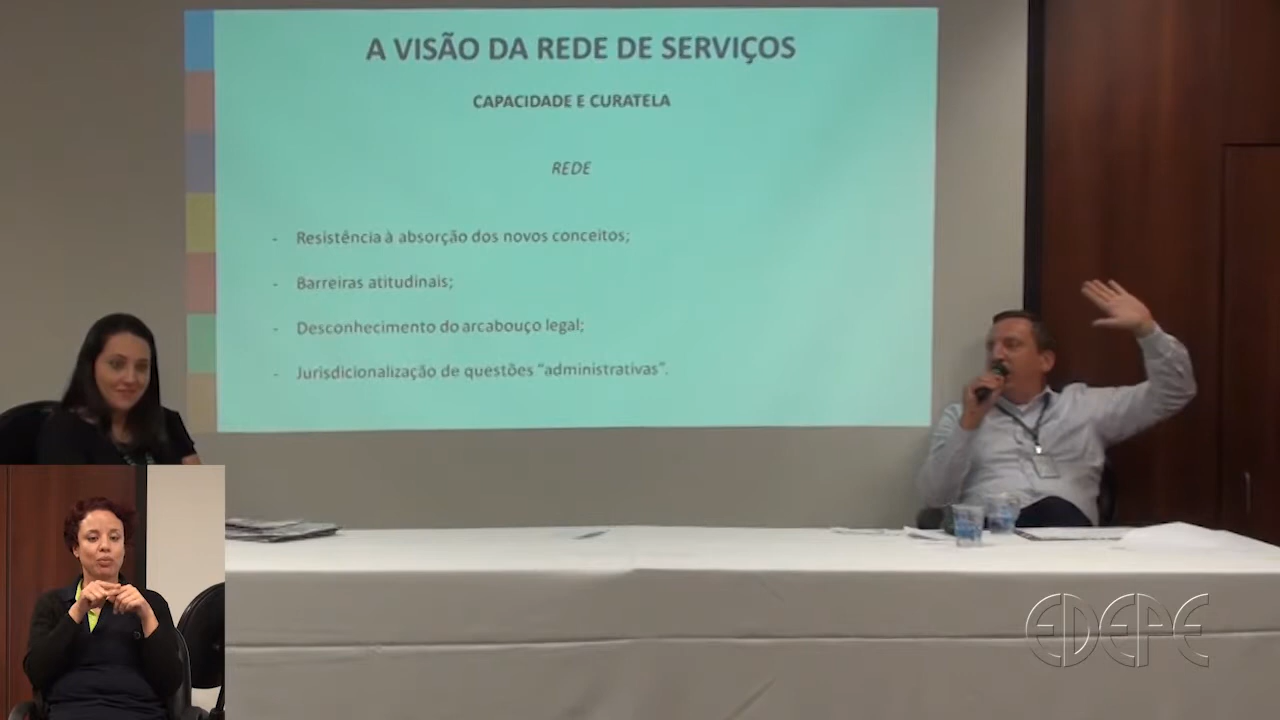 A VISÃO DA REDE DE SERVIÇOS
CAPACIDADE E CURATELA
REDE
- Resistência à absorção dos novos conceitos;
- Barreiras atitudinais;
- Desconhecimento do arcabouço legal;
- Jurisdicionalização de questões “administrativas”.
EDEPE